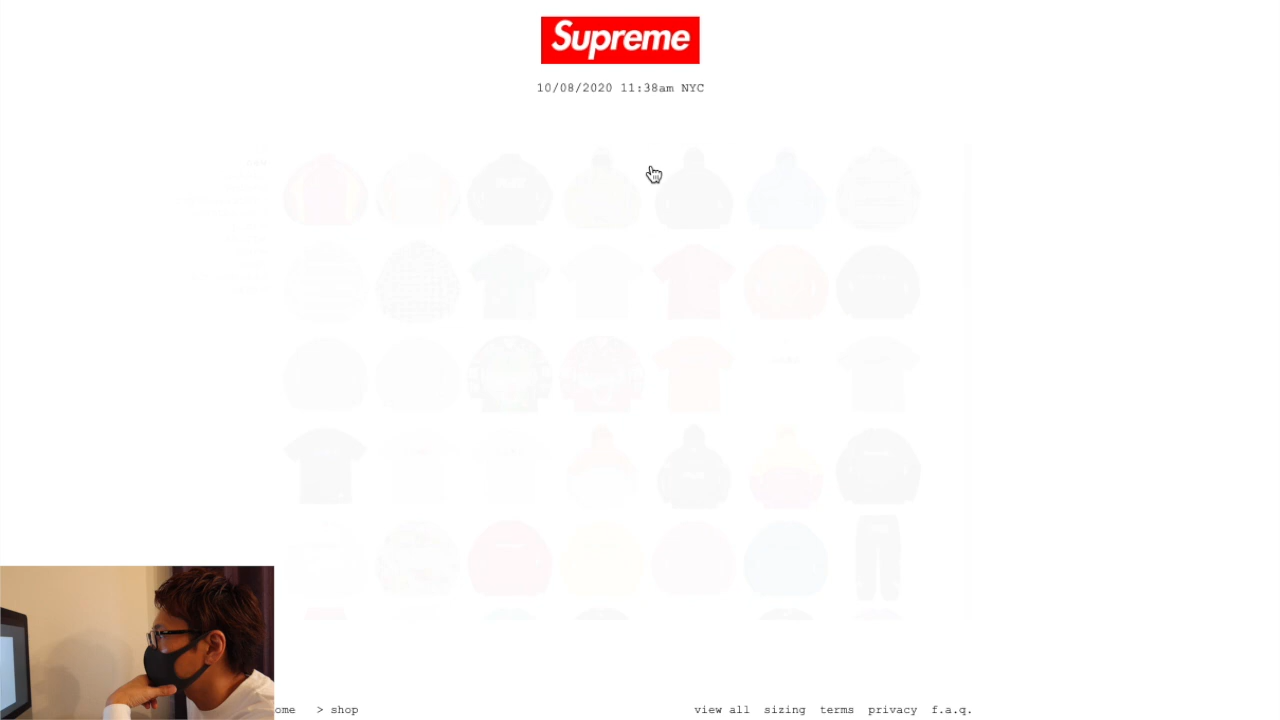 Supreme
10/08/2020 11:38am NYC
ome > shop
view all sizing terms privacy f.a.q.